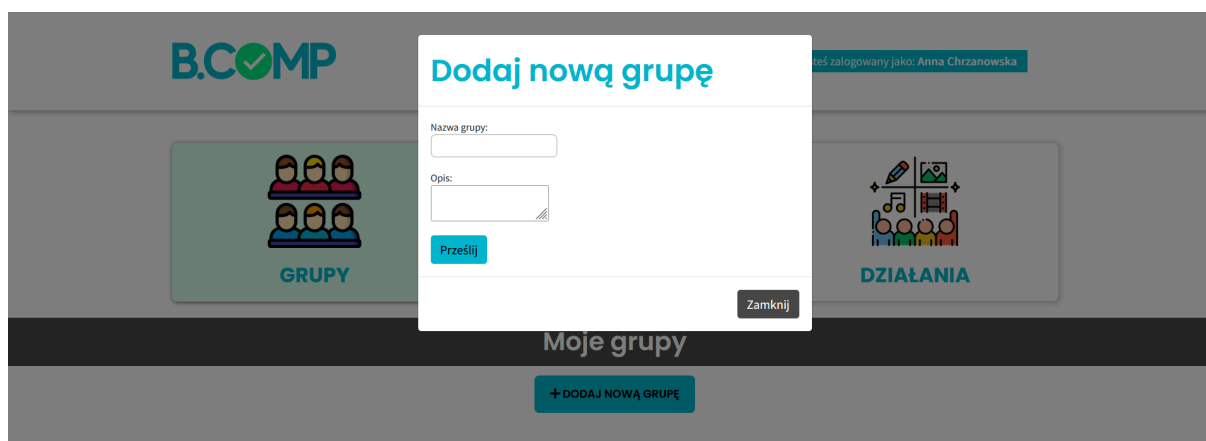 B.COMP
Dodaj nową grupę
teś zalogowany jako: Anna Chrzanowska
Nazwa grupy:
Opis:
Prześlij
Zamknij
GRUPY
DZIAŁANIA
Moje grupy
+ DODAJ NOWĄ GRUPĘ